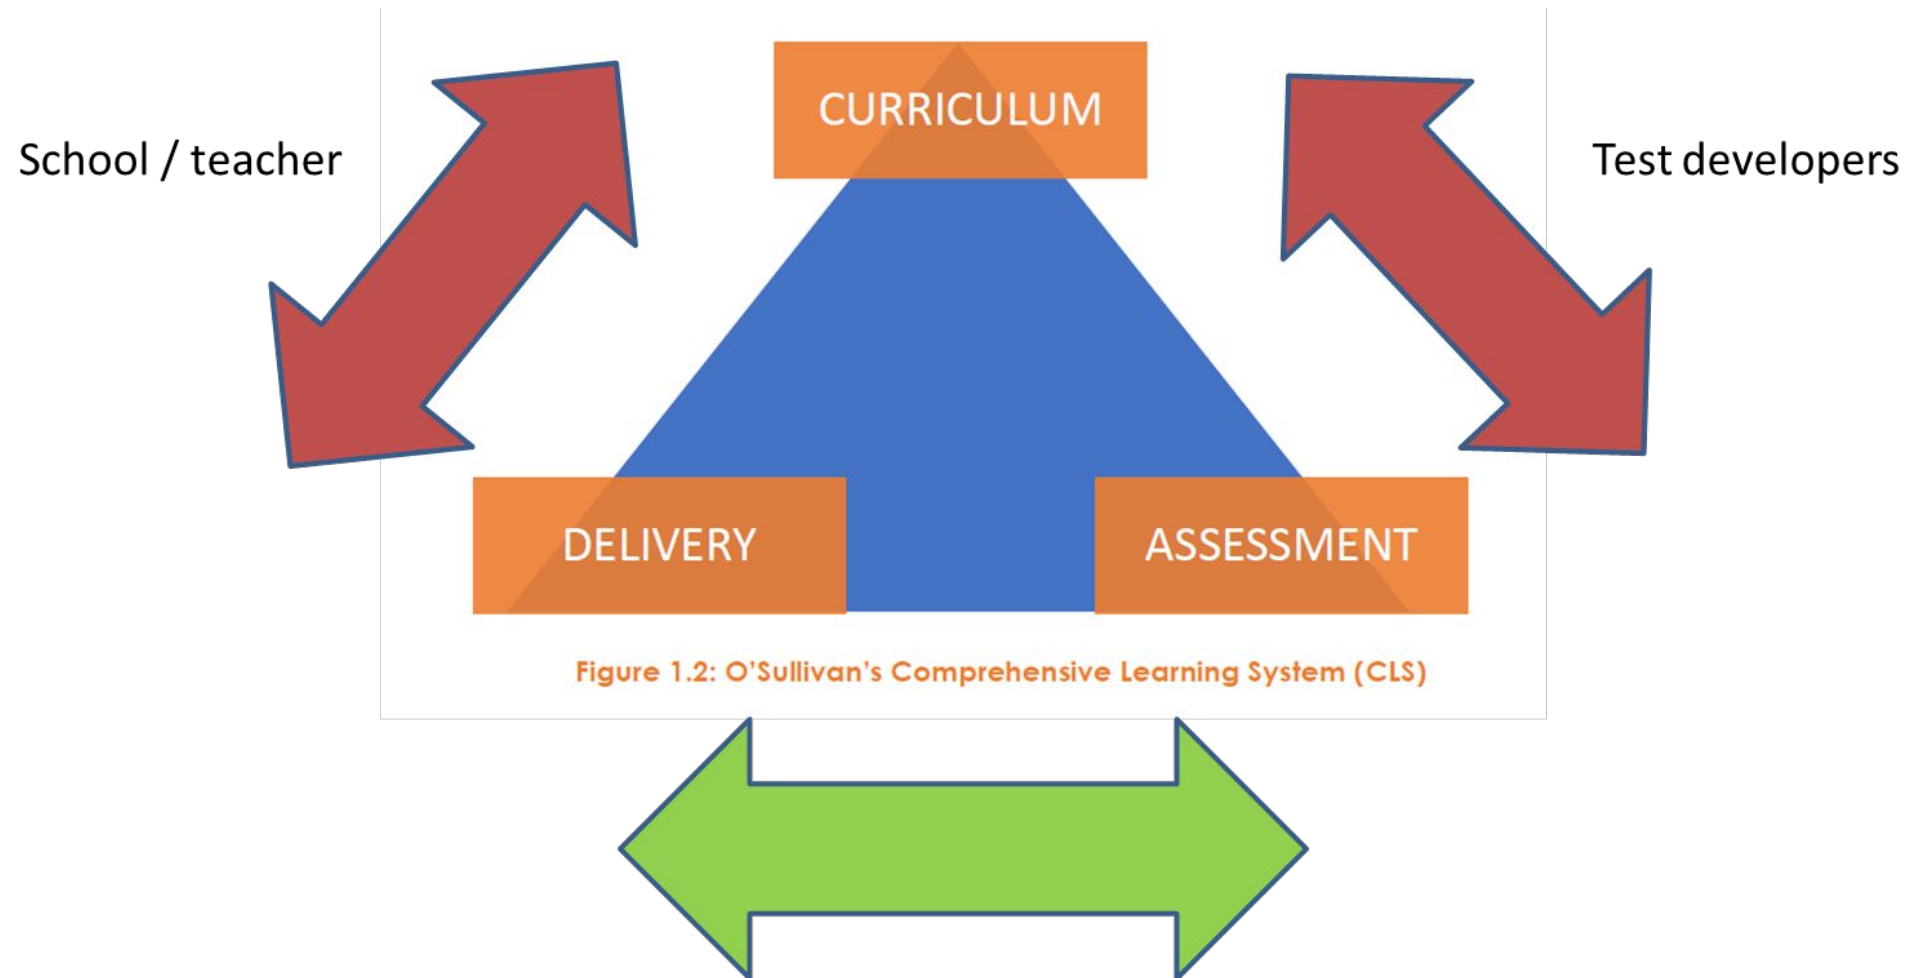 CURRICULUM
School / teacher
Test developers
DELIVERY
ASSESSMENT
Figure 1.2: O'Sullivan's Comprehensive Learning System (CLS)